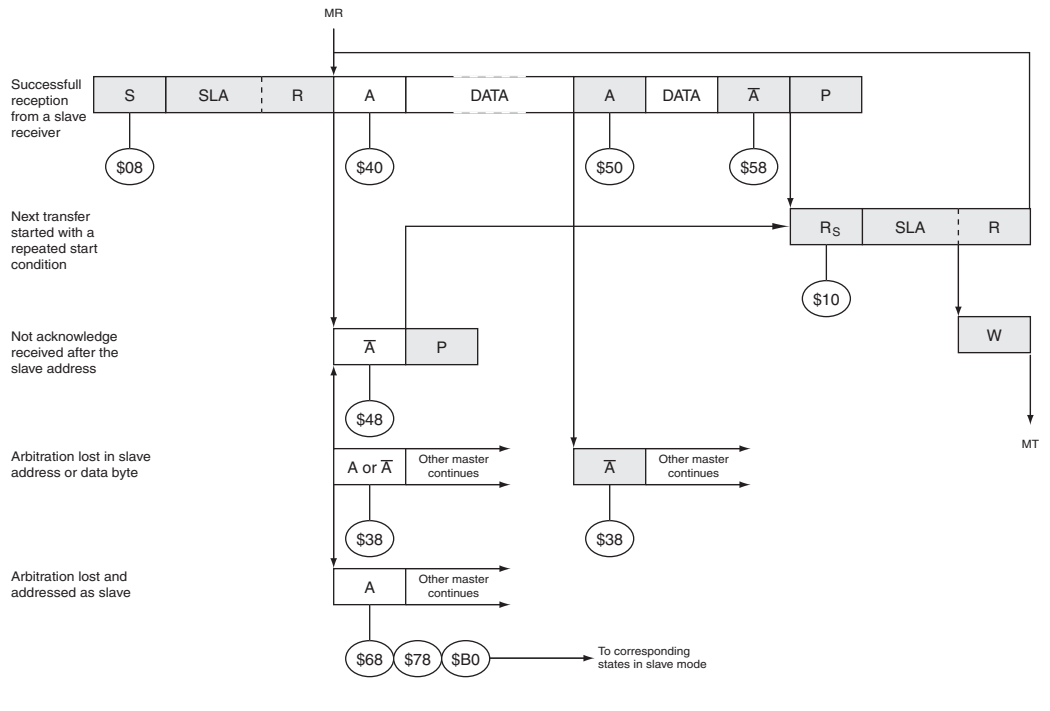 MR
Successfull
reception
from a slave
receiver
S SLA R A DATA A DATA A̅ P
$08 $40 $50 $58
Next transfer
started with a
repeated start
condition
RS SLA R
$10
Not acknowledge
received after the
slave address
A̅ P
W
$48
MT
Arbitration lost in slave
address or data byte
A or A̅
Other master
continues
A̅
Other master
continues
$38 $38
Arbitration lost and
addressed as slave
A
Other master
continues
$68 $78 $B0
To corresponding
states in slave mode